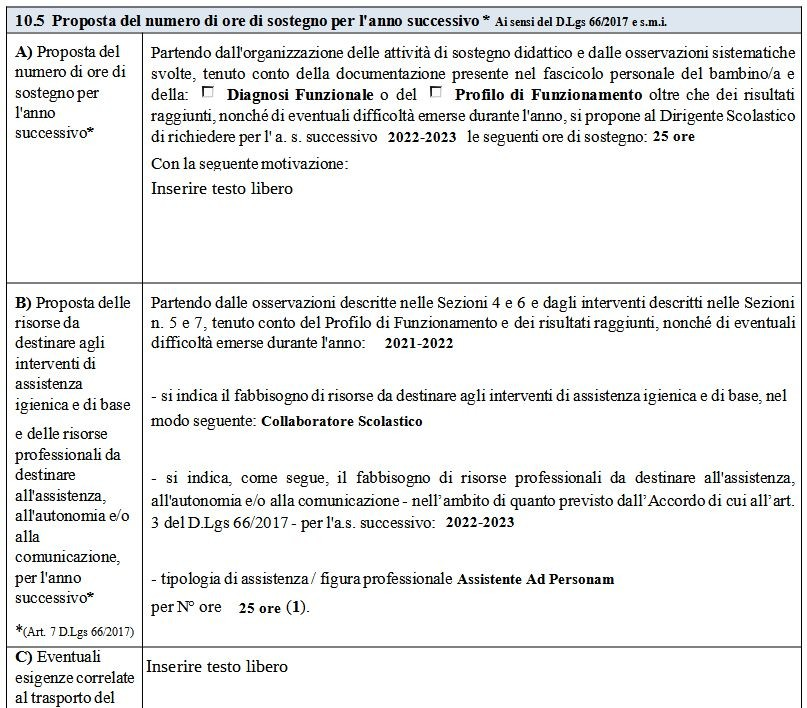 10.5 Proposta del numero di ore di sostegno per l'anno successivo * Ai sensi del D.Lgs 66/2017 e s.m.i.
A) Proposta del
numero di ore di
sostegno per
l'anno
successivo*
Partendo dall'organizzazione delle attività di sostegno didattico e dalle osservazioni sistematiche
svolte, tenuto conto della documentazione presente nel fascicolo personale del bambino/a e
della: ☐ Diagnosi Funzionale o del ☐ Profilo di Funzionamento oltre che dei risultati
raggiunti, nonché di eventuali difficoltà emerse durante l'anno, si propone al Dirigente Scolastico
di richiedere per l' a. s. successivo 2022-2023 le seguenti ore di sostegno: 25 ore
Con la seguente motivazione:
Inserire testo libero
B) Proposta delle
risorse da
destinare agli
interventi di
assistenza
igienica e di base
e delle risorse
professionali da
destinare
all'assistenza,
all'autonomia e/o
alla
comunicazione,
per l'anno
successivo*
*(Art. 7 D.Lgs 66/2017)
Partendo dalle osservazioni descritte nelle Sezioni 4 e 6 e dagli interventi descritti nelle Sezioni
n. 5 e 7, tenuto conto del Profilo di Funzionamento e dei risultati raggiunti, nonché di eventuali
difficoltà emerse durante l'anno: 2021-2022
- si indica il fabbisogno di risorse da destinare agli interventi di assistenza igienica e di base, nel
modo seguente: Collaboratore Scolastico
- si indica, come segue, il fabbisogno di risorse professionali da destinare all'assistenza,
all'autonomia e/o alla comunicazione - nell’ambito di quanto previsto dall’Accordo di cui all’art.
3 del D.Lgs 66/2017 - per l'a.s. successivo: 2022-2023
- tipologia di assistenza / figura professionale Assistente Ad Personam
per N° ore 25 ore (1).
C) Eventuali
esigenze correlate
al trasporto del
Inserire testo libero